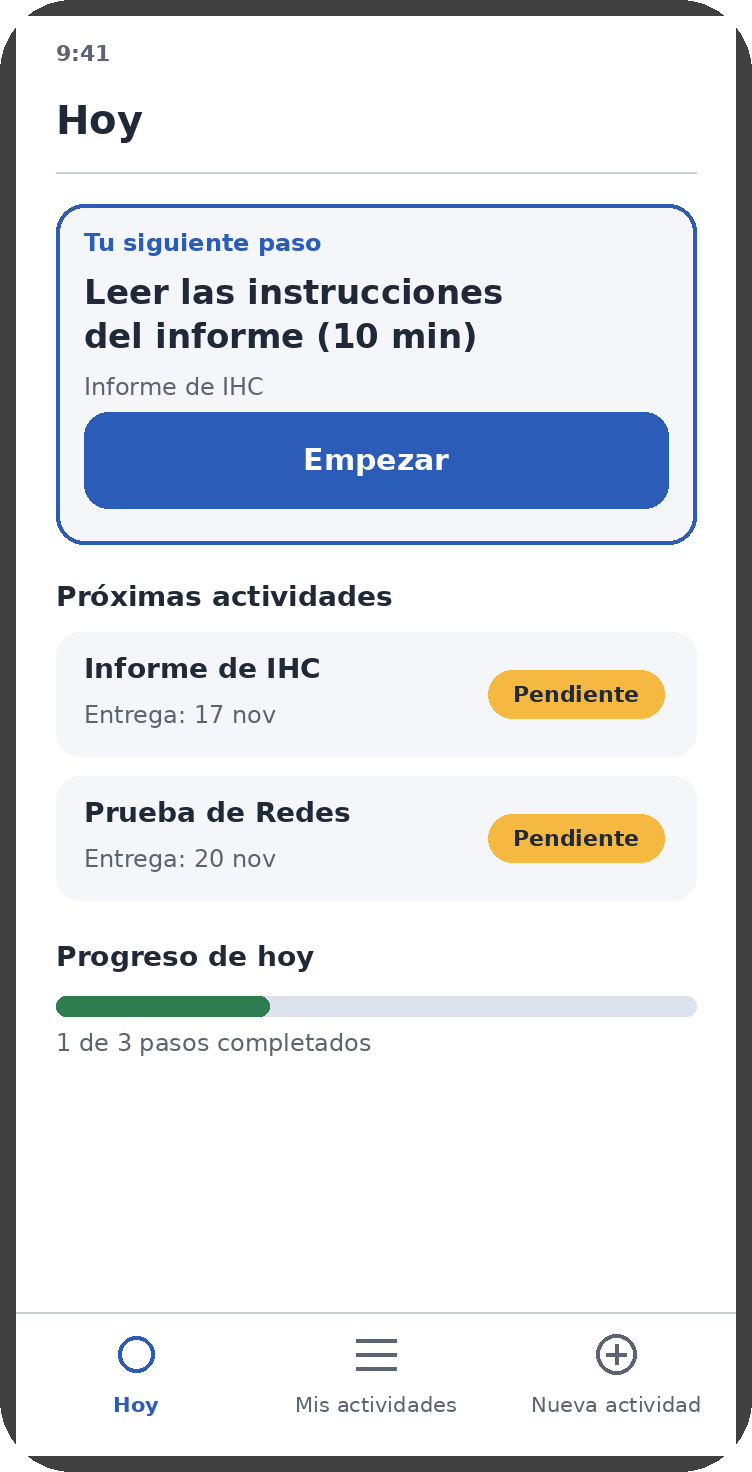 9:41
Hoy
Tu siguiente paso
Leer las instrucciones
del informe (10 min)
Informe de IHC
Empezar
Próximas actividades
Informe de IHC
Pendiente
Entrega: 17 nov
Prueba de Redes
Pendiente
Entrega: 20 nov
Progreso de hoy
1 de 3 pasos completados
Hoy
Mis actividades
Nueva actividad